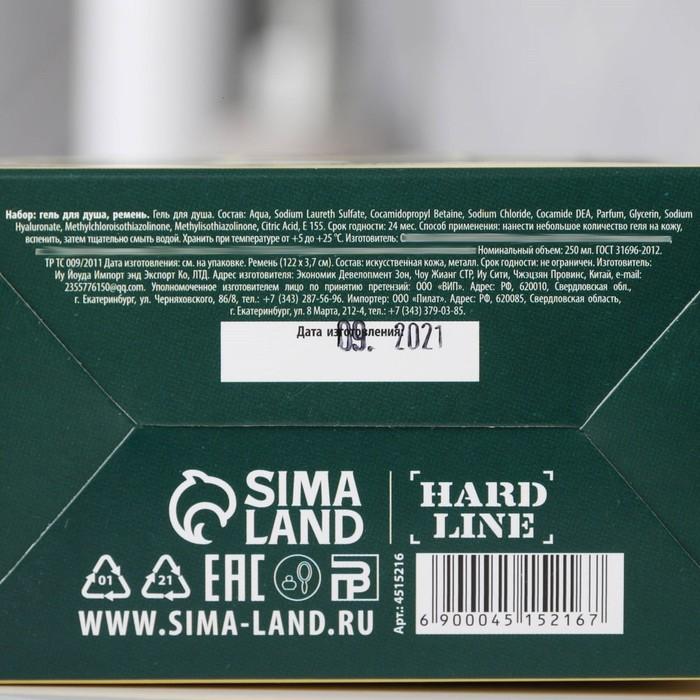 Набор: гель для душа, ремень. Гель для душа. Состав: Aqua, Sodium Laureth Sulfate, Cocamidopropyl Betaine, Sodium Chloride, Cocamide DEA, Parfum, Glycerin, Sodium
Hyaluronate, Methylchloroisothiazolinone, Methylisothiazolinone, Citric Acid, E 155. Срок годности: 24 мес. Способ применения: нанести небольшое количество геля на кожу,
вспенить, затем тщательно смыть водой. Хранить при температуре от +5 до +25 °С. Изготовитель: С
Номинальный объем: 250 мл. ГОСТ 31696-2012.
ТР ТС 009/2011 Дата изготовления: см. на упаковке. Ремень (122 х 3,7 см). Состав: искусственная кожа, металл. Срок годности: не ограничен. Изготовитель:
Иу Йоуда Импорт энд Экспорт Ко, ЛТД. Адрес изготовителя: Экономик Девелопмент Зон, Чоу Жианг СТР, Иу Сити, Чжэцзян Провинс, Китай, e-mail:
2355776150@qq.com. Уполномоченное изготовителем лицо по принятию претензий: ООО «ВИП». Адрес: РФ, 620010, Свердловская обл.,
г. Екатеринбург, ул. Черняховского, 86/8, тел.: +7 (343) 287-56-96. Импортер: ООО «Пилат». Адрес: РФ, 620085, Свердловская область,
г. Екатеринбург, ул. 8 Марта, 212-4, тел.: +7 (343) 379-03-85.
Дата изготовления:
09. 2021
SIMA
LAND
HARD
LINE
01
21
EAC
WWW.SIMA-LAND.RU
Арт.: 4515216
6 900045 152167